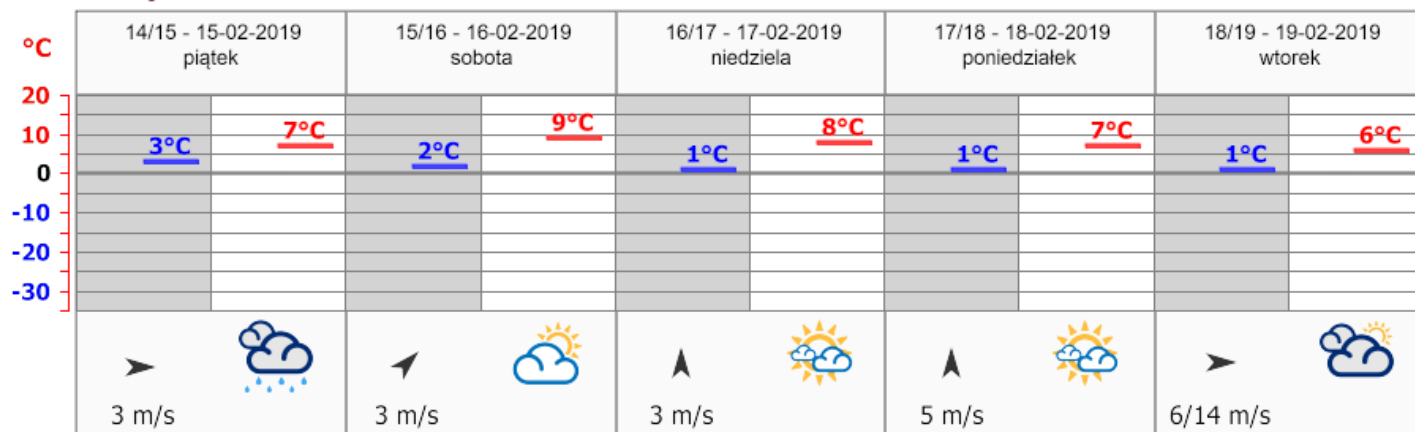 °C
14/15 - 15-02-2019
piątek
15/16 - 16-02-2019
sobota
16/17 - 17-02-2019
niedziela
17/18 - 18-02-2019
poniedziałek
18/19 - 19-02-2019
wtorek
20
10
0
-10
-20
-30
3°C
7°C
2°C
9°C
1°C
8°C
1°C
7°C
1°C
6°C
3 m/s
3 m/s
3 m/s
5 m/s
6/14 m/s